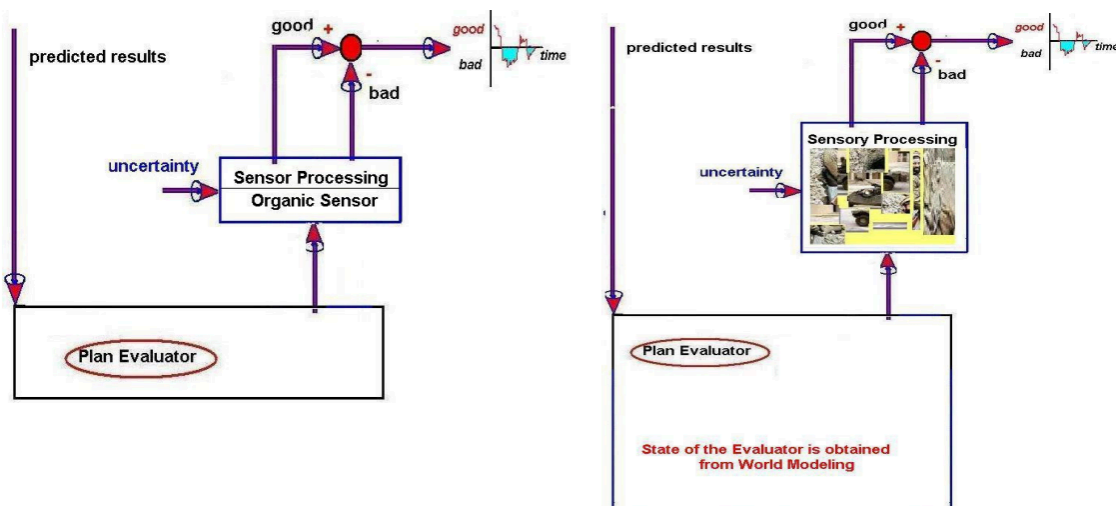 good +
good
bad
time
-
bad
predicted results
uncertainty
Sensor Processing
Organic Sensor
Plan Evaluator
good +
good
bad
time
-
bad
predicted results
Sensory Processing
uncertainty
Plan Evaluator
State of the Evaluator is obtained
from World Modeling